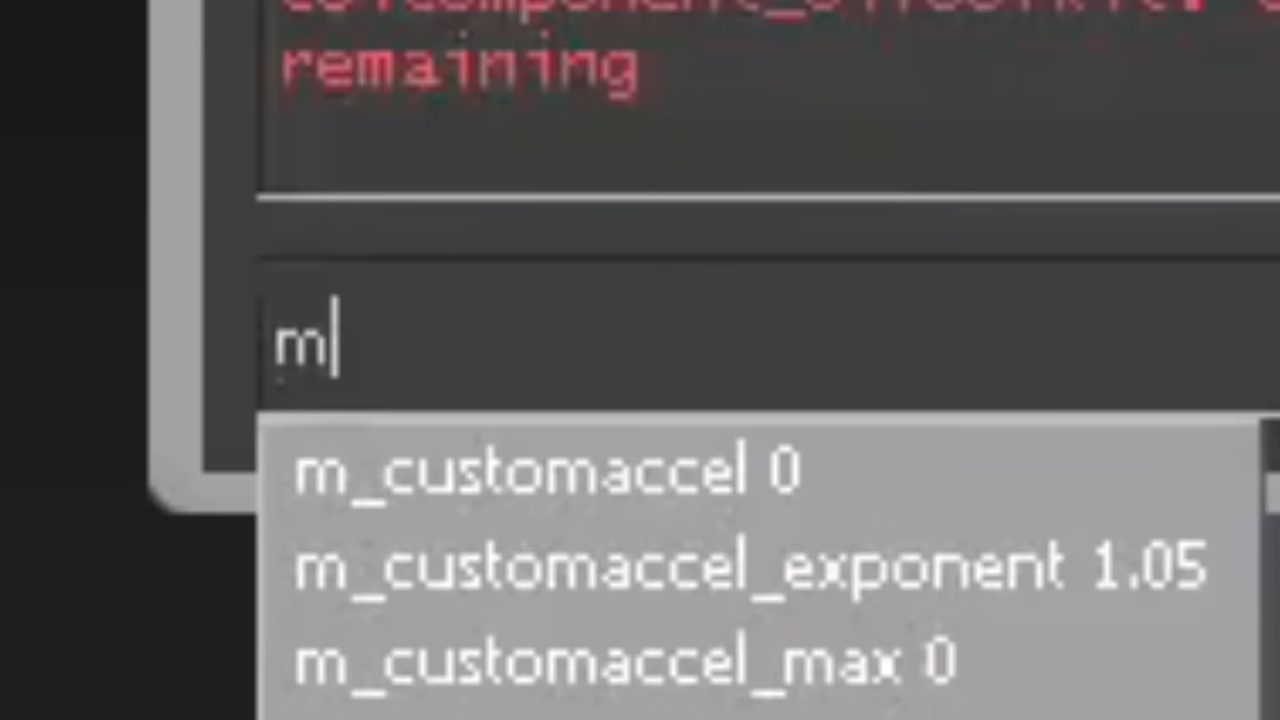 remaining
m
m_customaccel 0
m_customaccel_exponent 1.05
m_customaccel_max 0